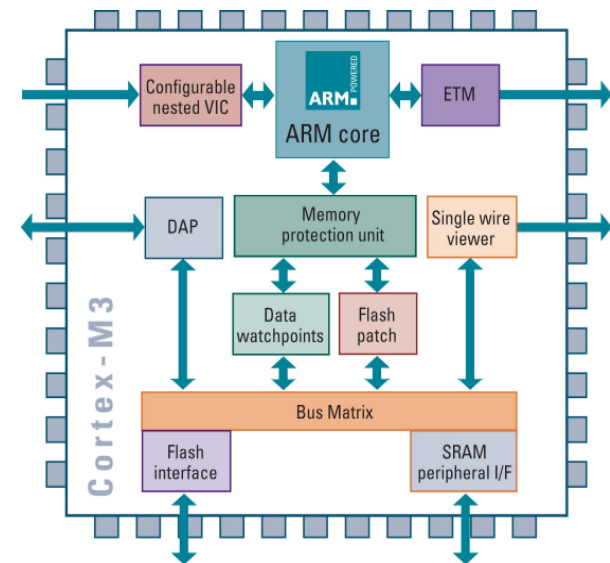 Configurable
nested VIC
ARM
POWERED
ARM core
ETM
DAP
Memory
protection unit
Single wire
viewer
Data
watchpoints
Flash
patch
Cortex-M3
Bus Matrix
Flash
interface
SRAM
peripheral I/F